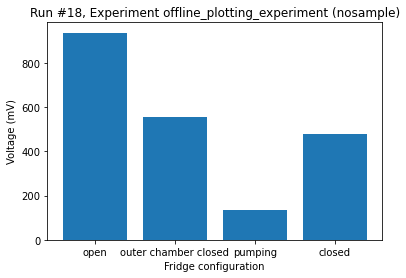 Run #18, Experiment offline_plotting_experiment (nosample)
Voltage (mV)
800
600
400
200
0
open outer chamber closed pumping closed
Fridge configuration